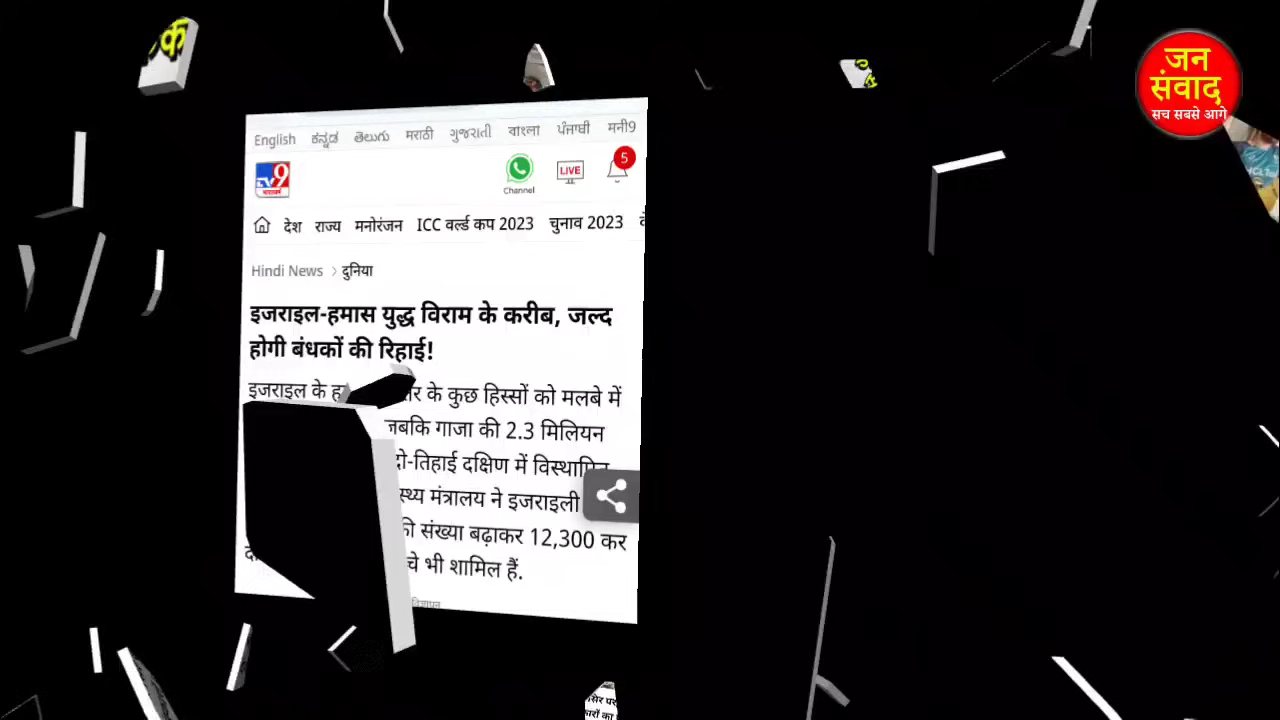 क
जन
संवाद
सच सबसे आगे
English ಕನ್ನಡ తెలుగు मराठी ગુજરાતી বাংলা ਪੰਜਾਬੀ मनी9
TV9
5
LIVE
Channel
देश राज्य मनोरंजन ICC वर्ल्ड कप 2023 चुनाव 2023
Hindi News > दुनिया
इजराइल-हमास युद्ध विराम के करीब, जल्द
होगी बंधकों की रिहाई!
इजराइल के के कुछ हिस्सों को मलबे में
जबकि गाजा की 2.3 मिलियन
दो-तिहाई दक्षिण में विस्थापित
मंत्रालय ने इजराइली
की संख्या बढ़ाकर 12,300 कर
भी शामिल हैं.
विज्ञापन